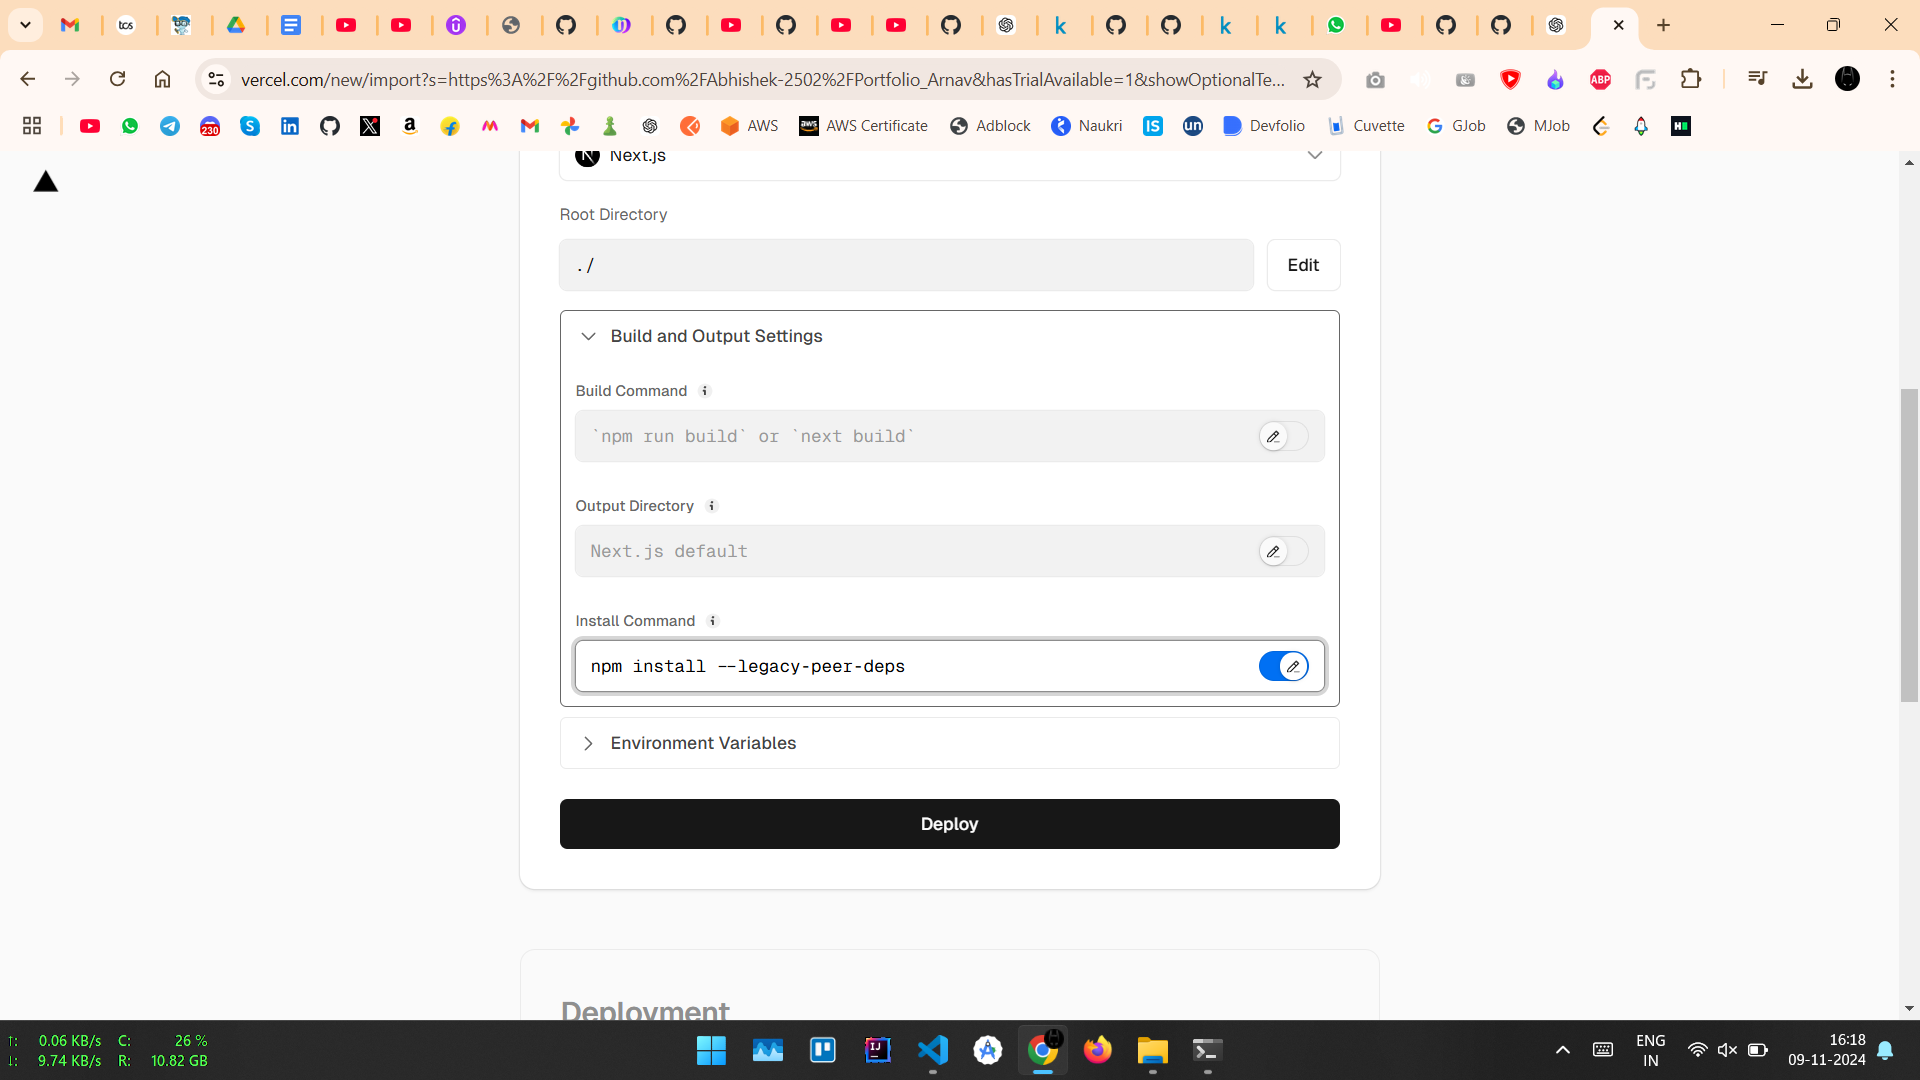 vercel.com/new/import?s=https%3A%2F%2Fgithub.com%2FAbhishek-2502%2FPortfolio_Arnav&hasTrialAvailable=1&showOptionalTe...
AWS
AWS Certificate
Adblock
Naukri
Devfolio
Cuvette
GJob
MJob
Next.js
Root Directory
./
Edit
Build and Output Settings
Build Command
`npm run build` or `next build`
Output Directory
Next.js default
Install Command
npm install --legacy-peer-deps
Environment Variables
Deploy
Deployment
↑: 0.06 KB/s C: 26 %
↓: 9.74 KB/s R: 10.82 GB
ENG
IN
16:18
09-11-2024